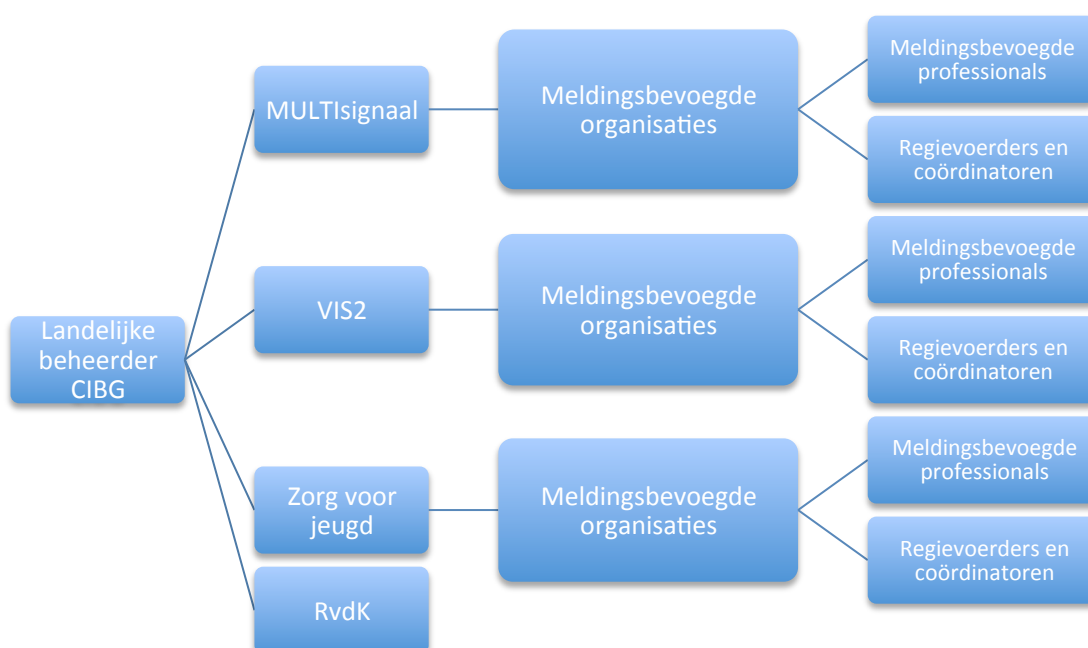 Landelijke
beheerder
CIBG
MULTIsignaal
Meldingsbevoegde
organisaties
Meldingsbevoegde
professionals
Regievoerders en
coördinatoren
VIS2
Meldingsbevoegde
organisaties
Meldingsbevoegde
professionals
Regievoerders en
coördinatoren
Zorg voor
jeugd
Meldingsbevoegde
organisaties
Meldingsbevoegde
professionals
Regievoerders en
coördinatoren
RvdK